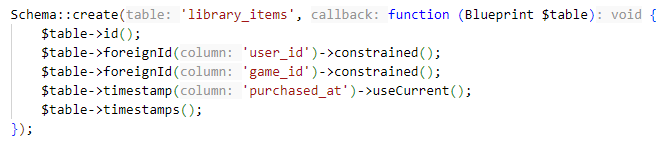 Schema::create(table: 'library_items', callback: function (Blueprint $table): void {
    $table->id();
    $table->foreignId(column: 'user_id')->constrained();
    $table->foreignId(column: 'game_id')->constrained();
    $table->timestamp(column: 'purchased_at')->useCurrent();
    $table->timestamps();
});